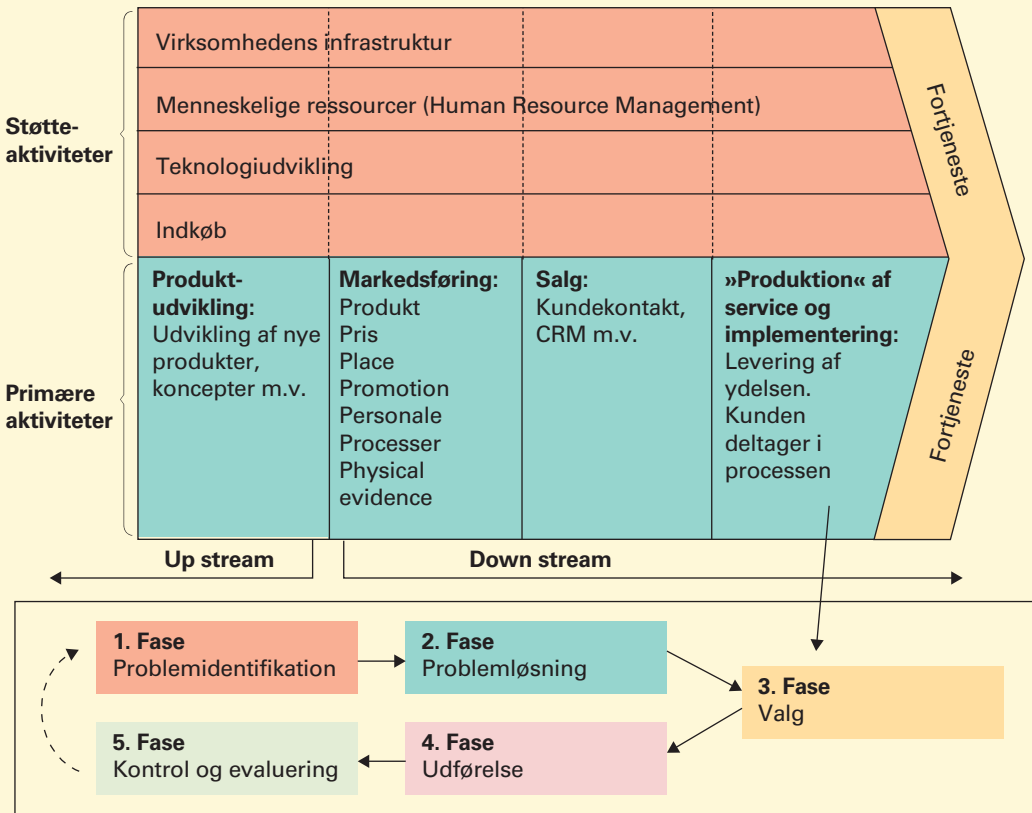 Støtte-
aktiviteter
Virksomhedens infrastruktur
Menneskelige ressourcer (Human Resource Management)
Teknologiudvikling
Indkøb
Fortjeneste
Primære
aktiviteter
Produkt-
udvikling:
Udvikling af nye
produkter,
koncepter m.v.
Markedsføring:
Produkt
Pris
Place
Promotion
Personale
Processer
Physical
evidence
Salg:
Kundekontakt,
CRM m.v.
»Produktion« af
service og
implementering:
Levering af
ydelsen.
Kunden
deltager i
processen
Fortjeneste
Up stream
Down stream
1. Fase
Problemidentifikation
2. Fase
Problemløsning
3. Fase
Valg
4. Fase
Udførelse
5. Fase
Kontrol og evaluering